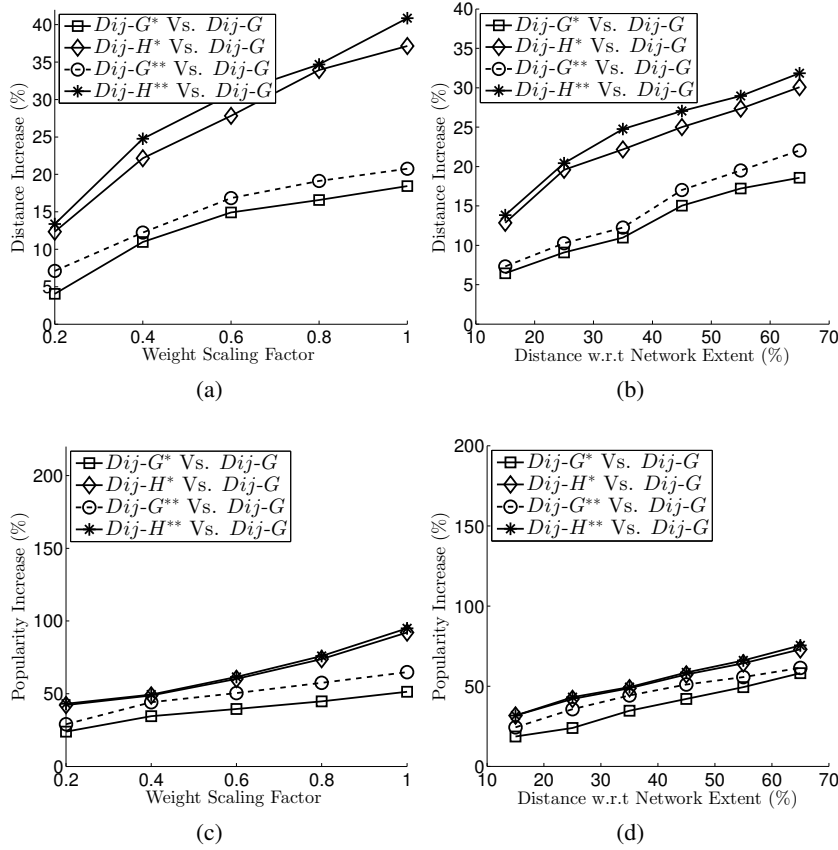 40
35
30
25
20
15
10
5
0
0.2
0.4
0.6
0.8
1
Distance Increase (%)
Weight Scaling Factor
Dij-G* Vs. Dij-G
Dij-H* Vs. Dij-G
Dij-G** Vs. Dij-G
Dij-H** Vs. Dij-G
(a)
40
35
30
25
20
15
10
5
0
10
20
30
40
50
60
70
Distance Increase (%)
Distance w.r.t Network Extent (%)
Dij-G* Vs. Dij-G
Dij-H* Vs. Dij-G
Dij-G** Vs. Dij-G
Dij-H** Vs. Dij-G
(b)
200
150
100
50
0
0.2
0.4
0.6
0.8
1
Popularity Increase (%)
Weight Scaling Factor
Dij-G* Vs. Dij-G
Dij-H* Vs. Dij-G
Dij-G** Vs. Dij-G
Dij-H** Vs. Dij-G
(c)
200
150
100
50
0
10
20
30
40
50
60
70
Popularity Increase (%)
Distance w.r.t Network Extent (%)
Dij-G* Vs. Dij-G
Dij-H* Vs. Dij-G
Dij-G** Vs. Dij-G
Dij-H** Vs. Dij-G
(d)